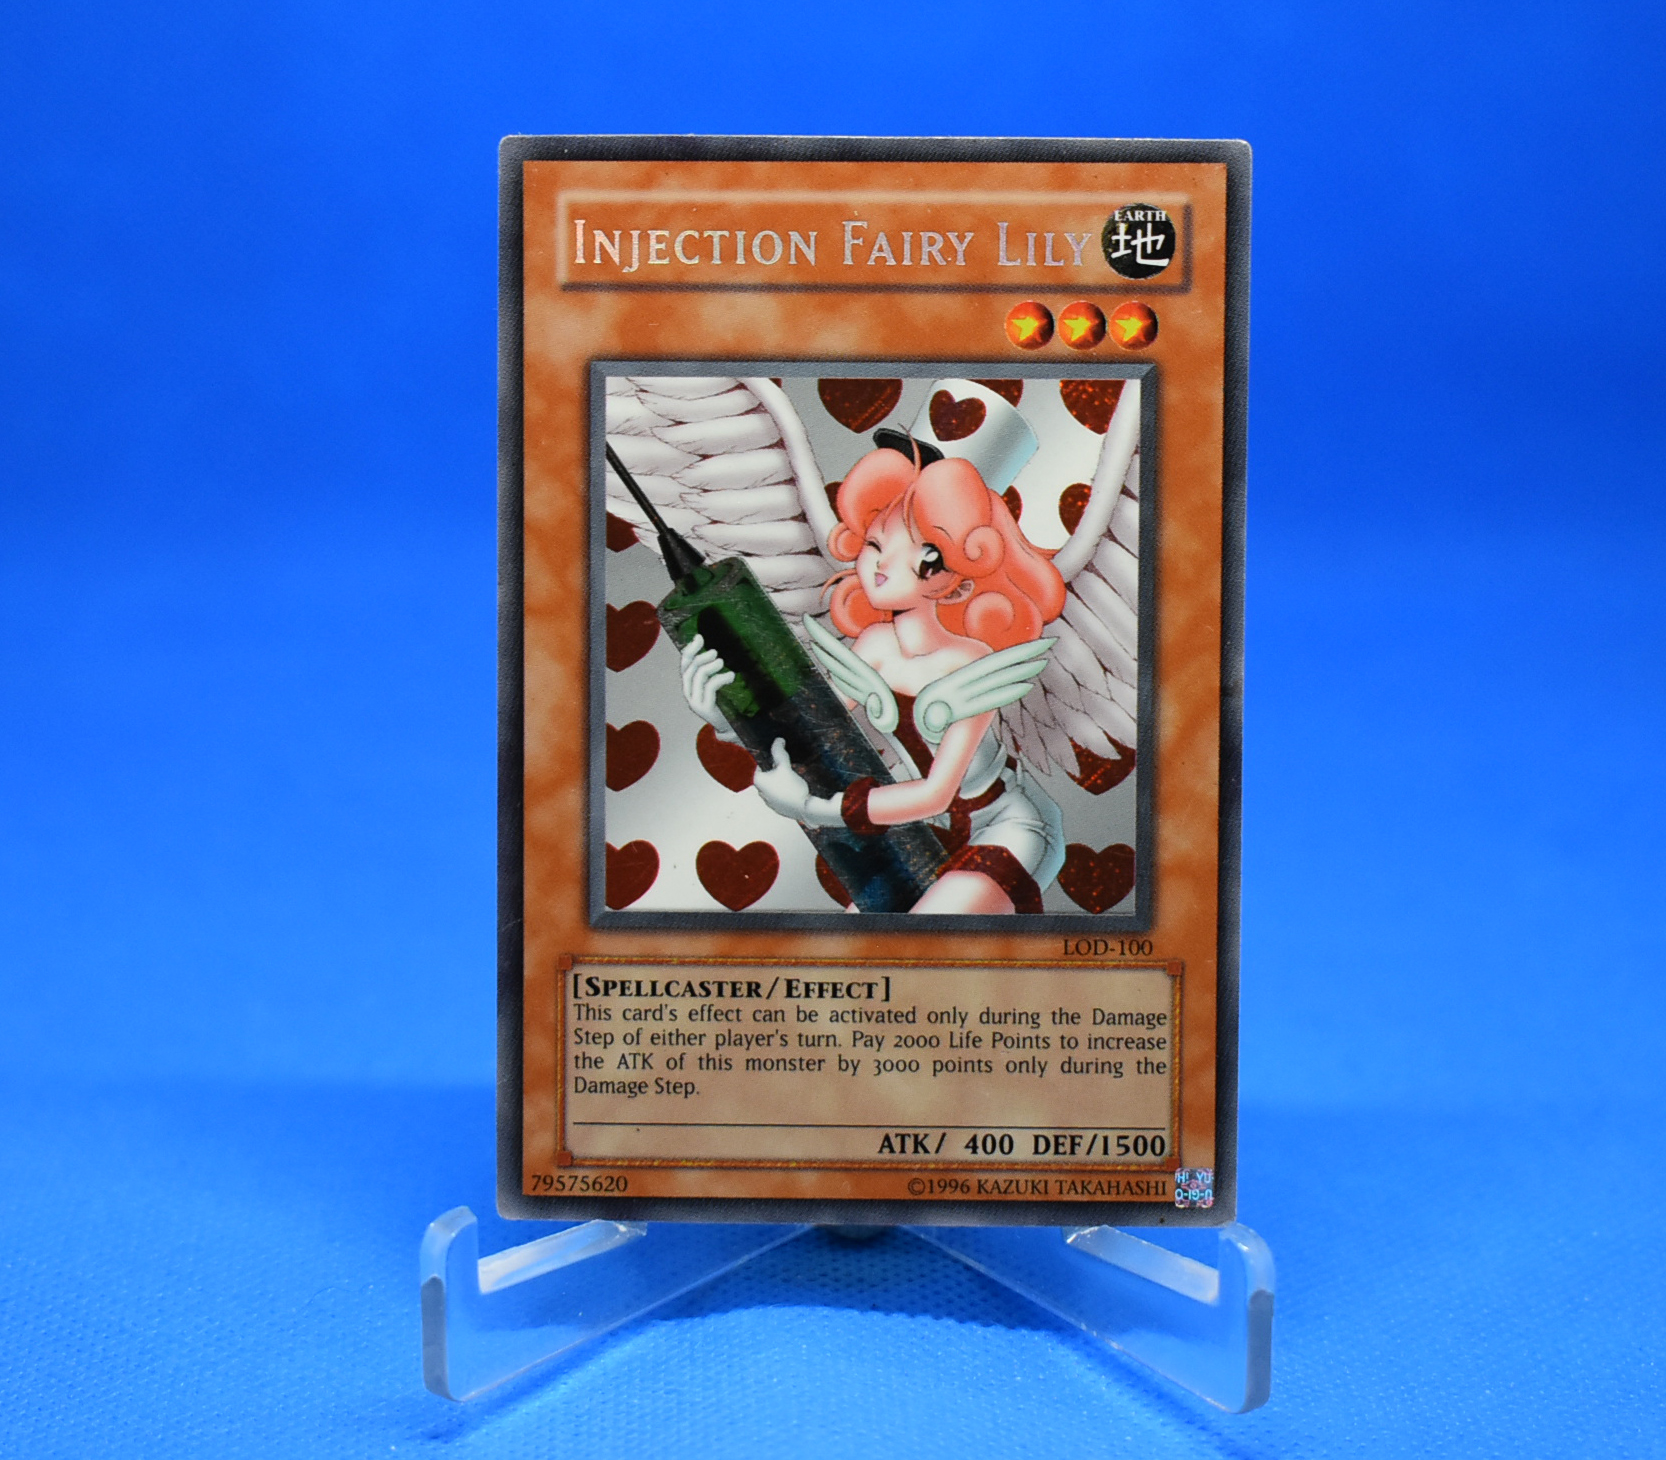 Injection Fairy Lily
EARTH
地
LOD-100
[Spellcaster/Effect]
This card's effect can be activated only during the Damage
Step of either player's turn. Pay 2000 Life Points to increase
the ATK of this monster by 3000 points only during the
Damage Step.
ATK/ 400 DEF/1500
79575620
©1996 KAZUKI TAKAHASHI